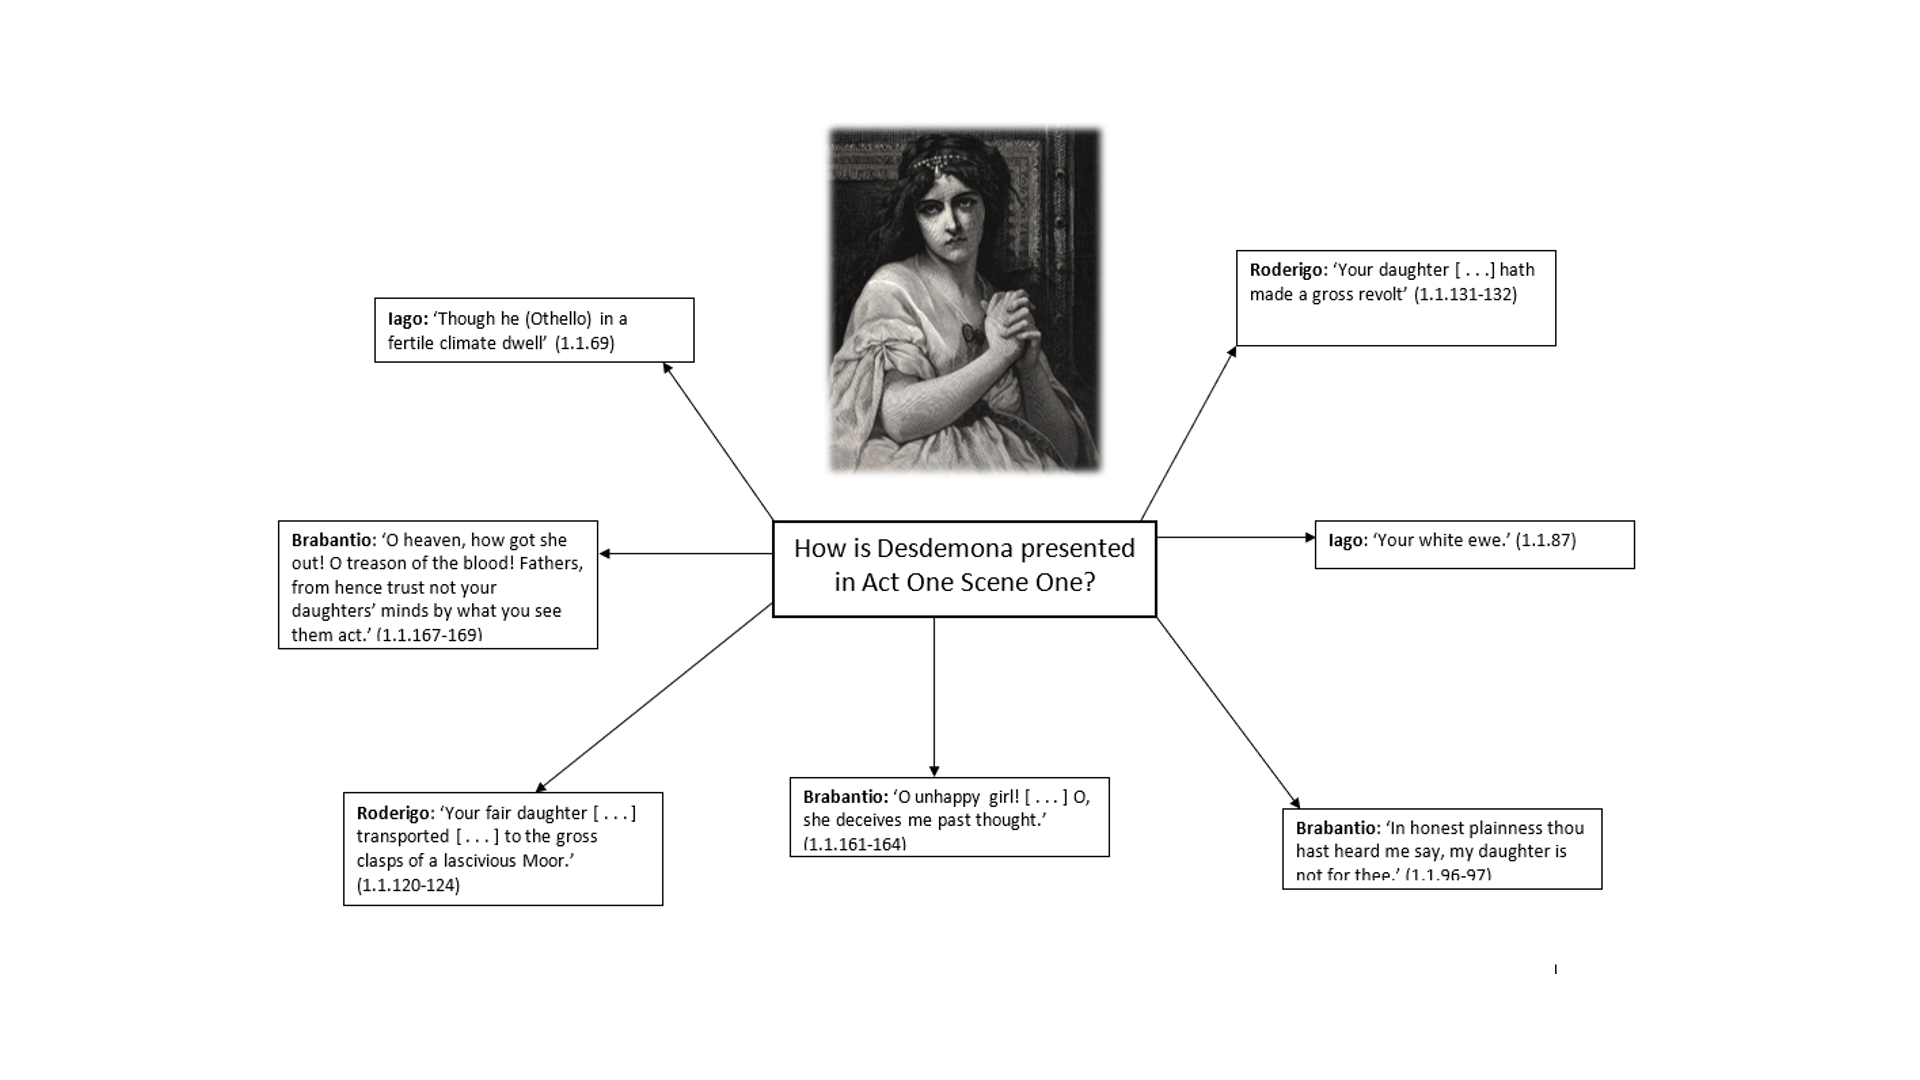 Iago: ‘Though he (Othello) in a
fertile climate dwell’ (1.1.69)
Roderigo: ‘Your daughter [ . . .] hath
made a gross revolt’ (1.1.131-132)
Brabantio: ‘O heaven, how got she
out! O treason of the blood! Fathers,
from hence trust not your
daughters’ minds by what you see
them act.’ (1.1.167-169)
How is Desdemona presented
in Act One Scene One?
Iago: ‘Your white ewe.’ (1.1.87)
Roderigo: ‘Your fair daughter [ . . . ]
transported [ . . . ] to the gross
clasps of a lascivious Moor.’
(1.1.120-124)
Brabantio: ‘O unhappy girl! [ . . . ] O,
she deceives me past thought.’
(1.1.161-164)
Brabantio: ‘In honest plainness thou
hast heard me say, my daughter is
not for thee.’ (1.1.96-97)